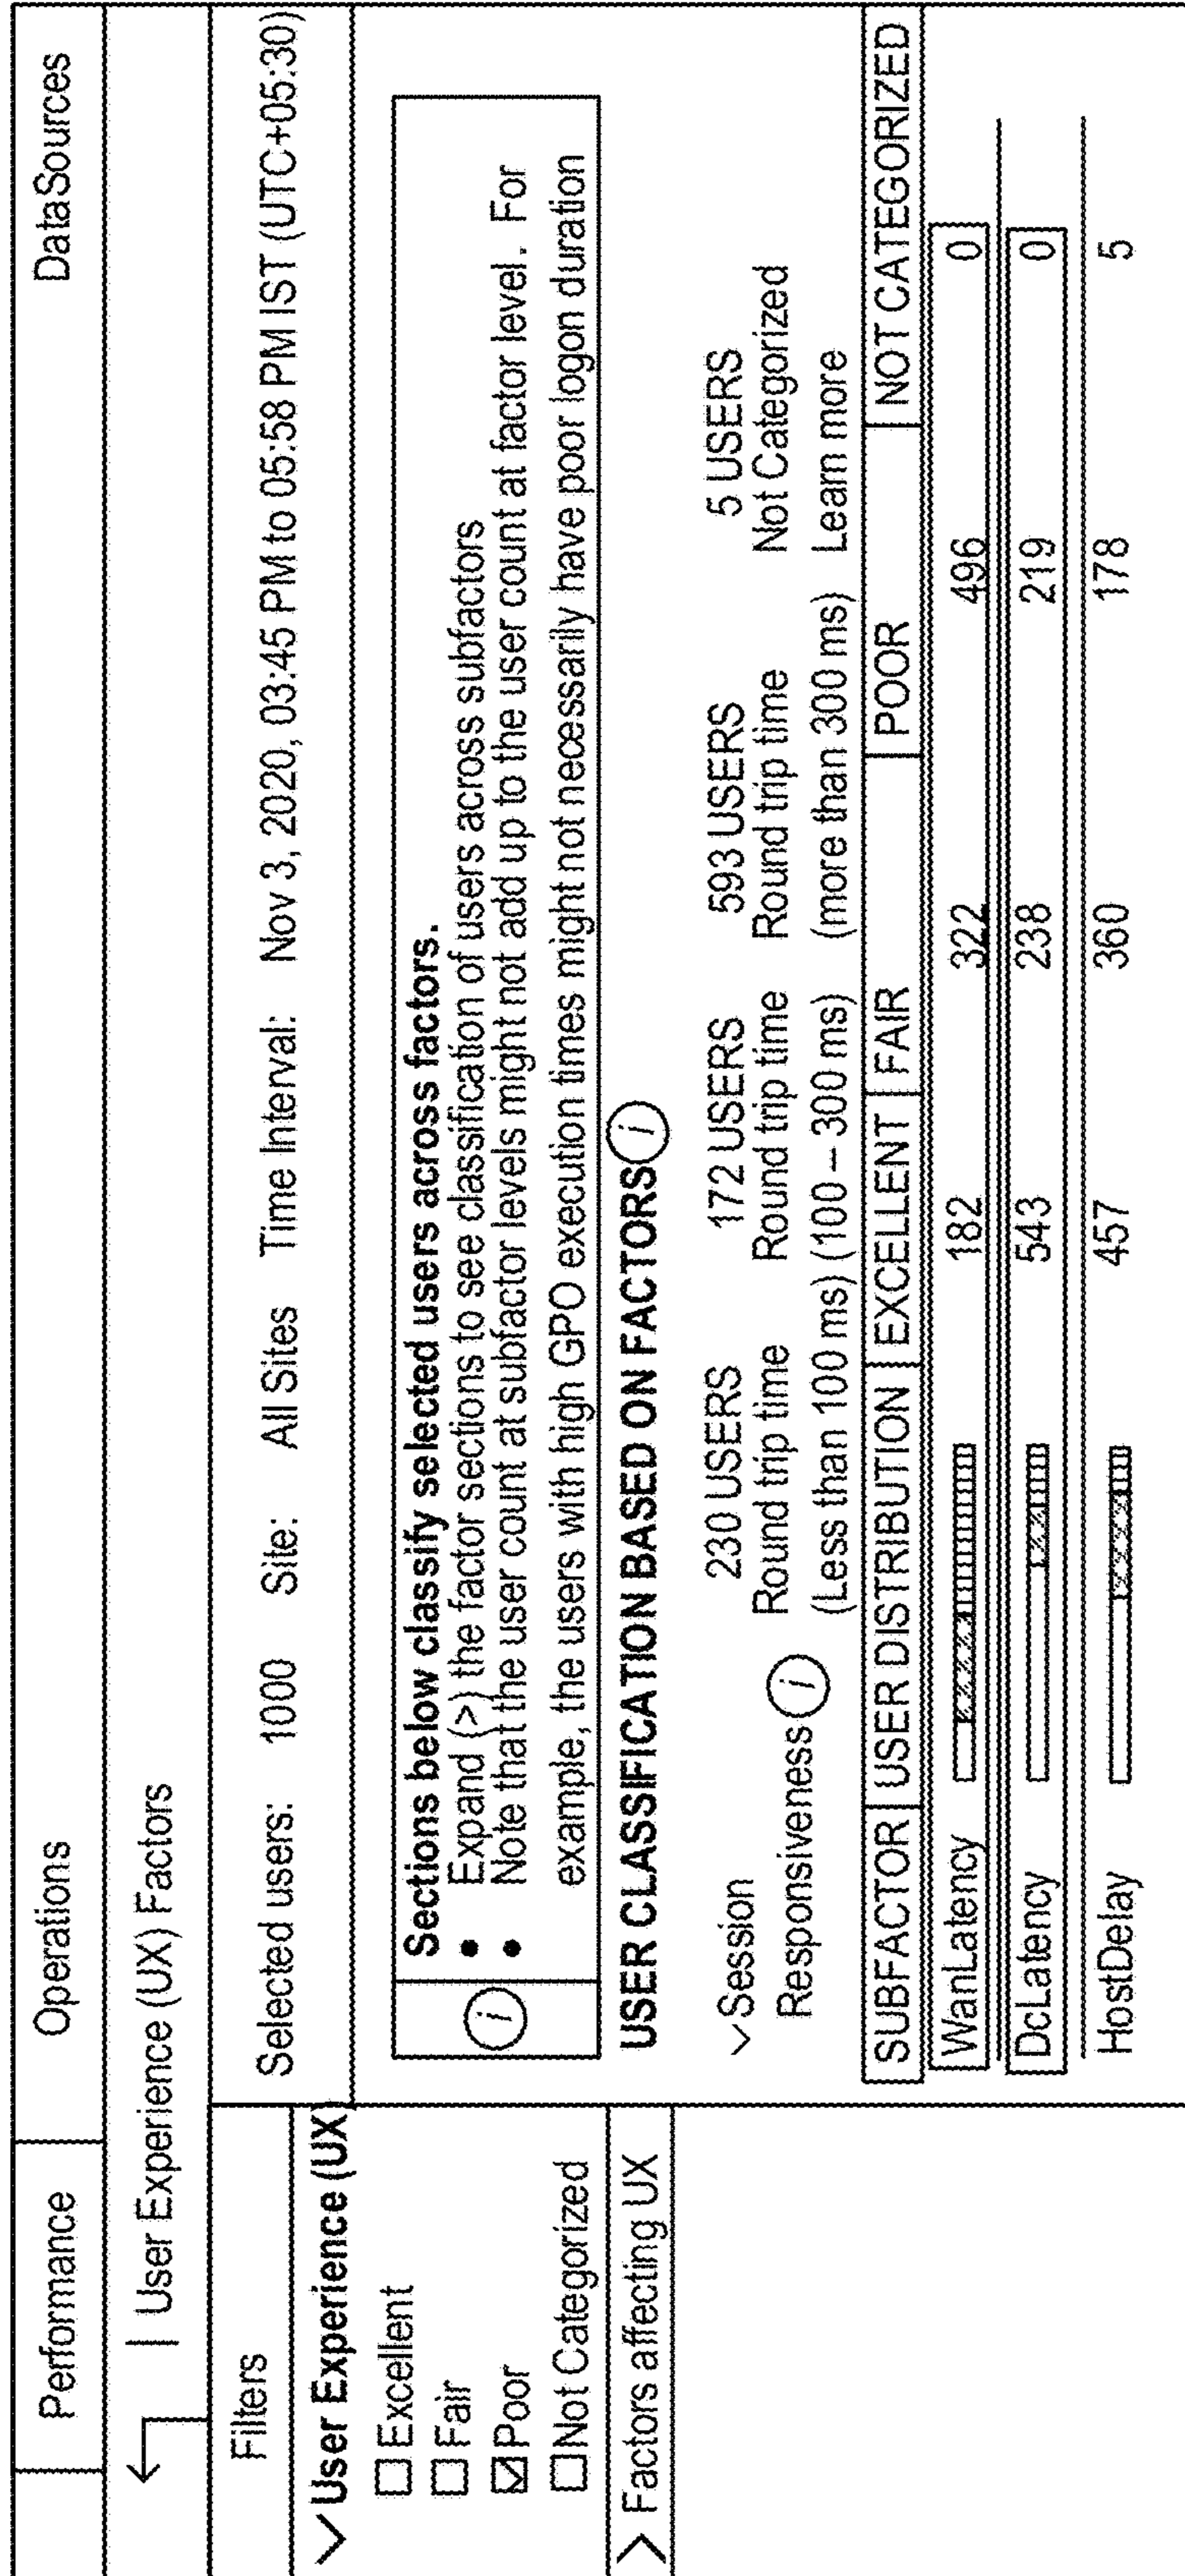 Performance
Operations
DataSources
| User Experience (UX) Factors
Filters
User Experience (UX)
Excellent
Fair
Poor
Not Categorized
> Factors affecting UX
Selected users: 1000 Site: All Sites Time Interval: Nov 3, 2020, 03:45 PM to 05:58 PM IST (UTC+05:30)
i
Sections below classify selected users across factors.
• Expand (>) the factor sections to see classification of users across subfactors
• Note that the user count at subfactor levels might not add up to the user count at factor level. For
example, the users with high GPO execution times might not necessarily have poor logon duration
USER CLASSIFICATION BASED ON FACTORS i
Session
Responsiveness i
230 USERS
Round trip time
(Less than 100 ms)
172 USERS
Round trip time
(100 – 300 ms)
593 USERS
Round trip time
(more than 300 ms)
5 USERS
Not Categorized
Learn more
SUBFACTOR USER DISTRIBUTION EXCELLENT FAIR POOR NOT CATEGORIZED
WanLatency 182 322 496 0
DcLatency 543 238 219 0
HostDelay 457 360 178 5